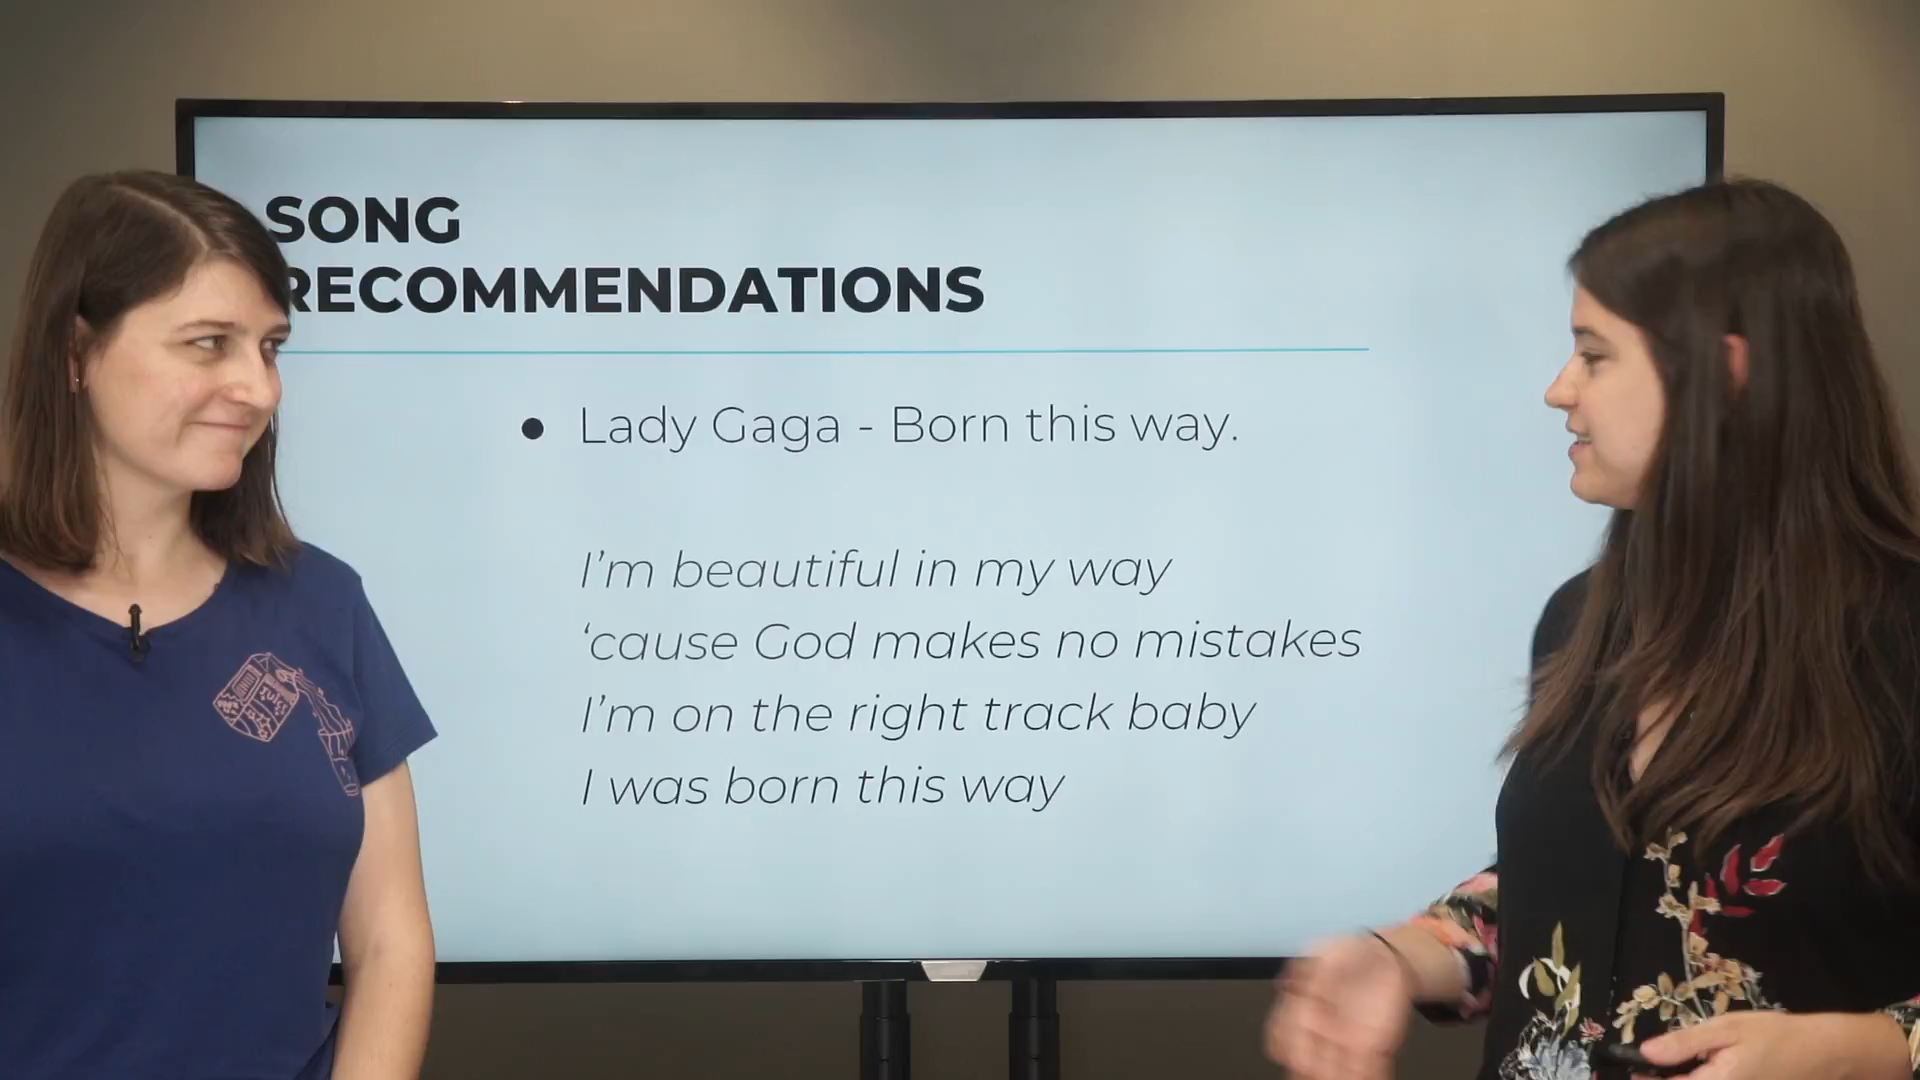 SONG
RECOMMENDATIONS
● Lady Gaga - Born this way.
I'm beautiful in my way
‘cause God makes no mistakes
I'm on the right track baby
I was born this way
JUICE